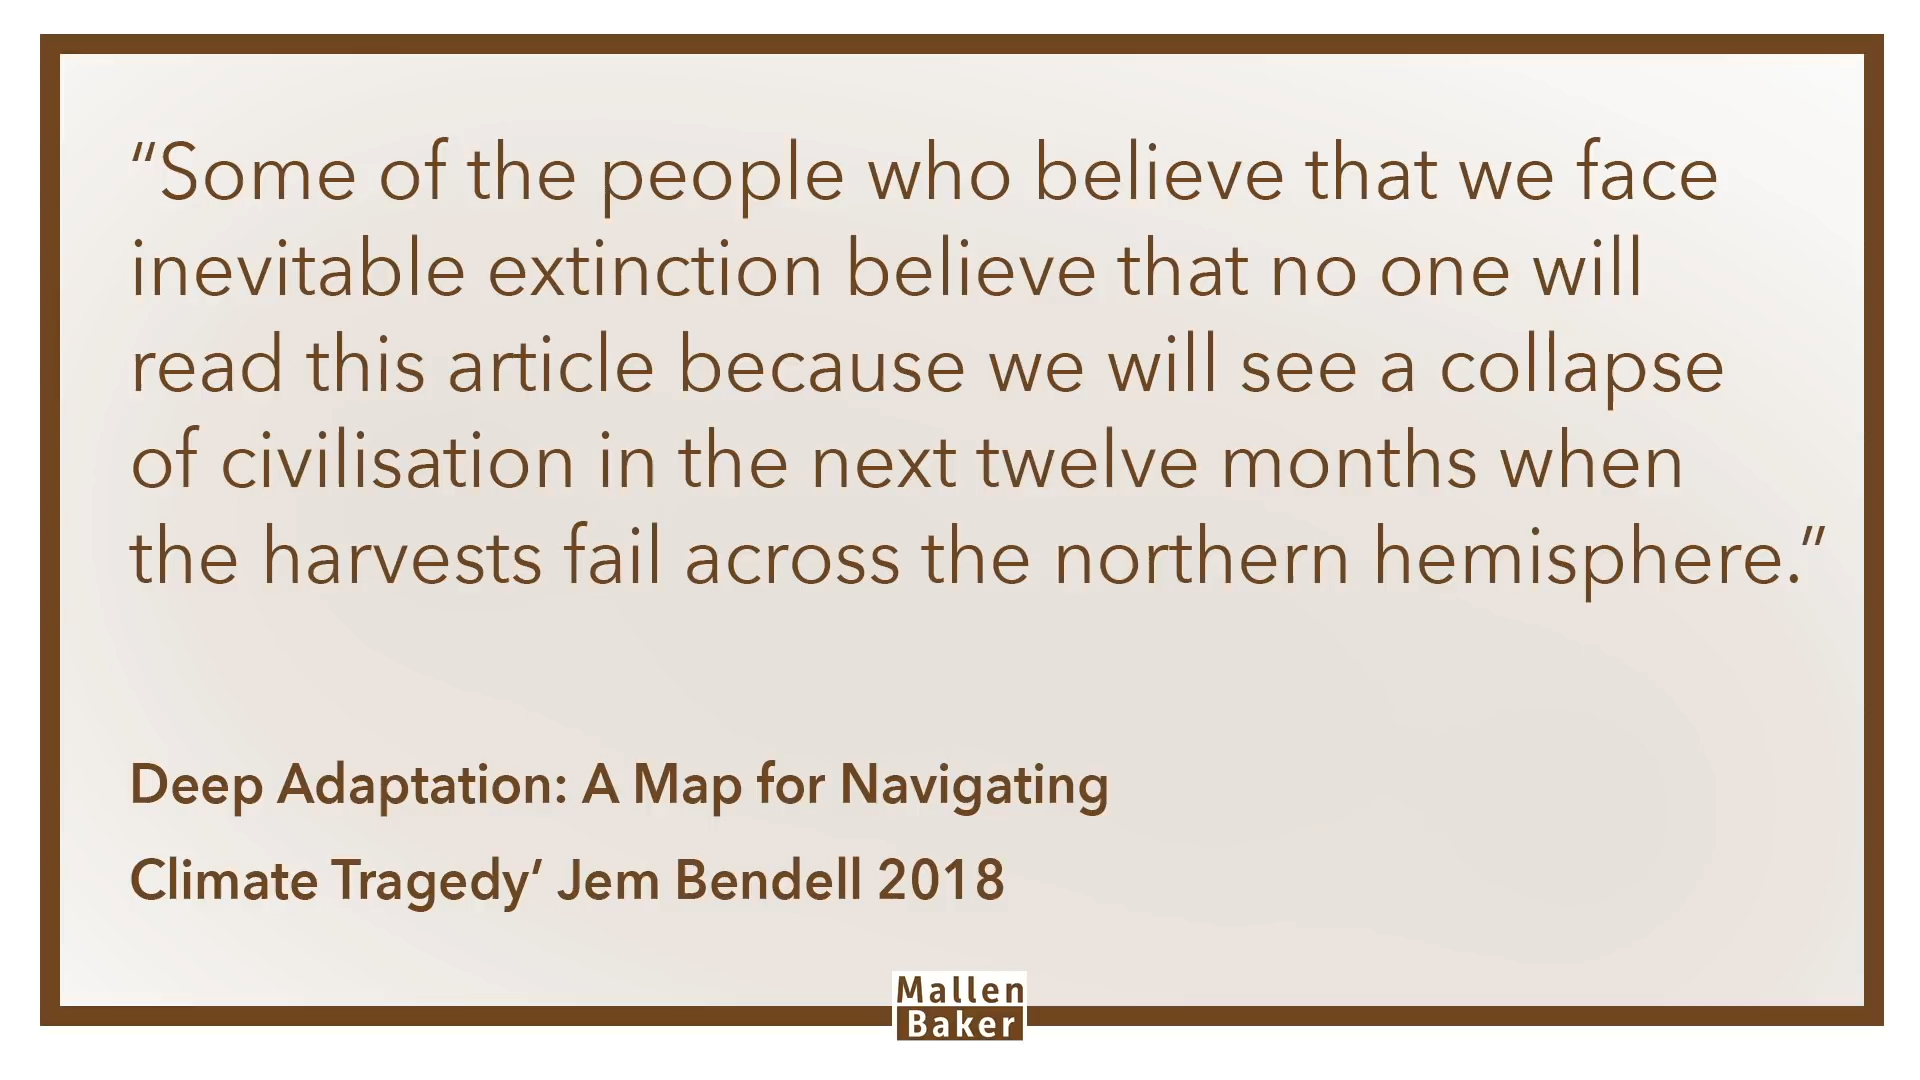 “Some of the people who believe that we face
inevitable extinction believe that no one will
read this article because we will see a collapse
of civilisation in the next twelve months when
the harvests fail across the northern hemisphere.”
Deep Adaptation: A Map for Navigating
Climate Tragedy’ Jem Bendell 2018
Mallen
Baker